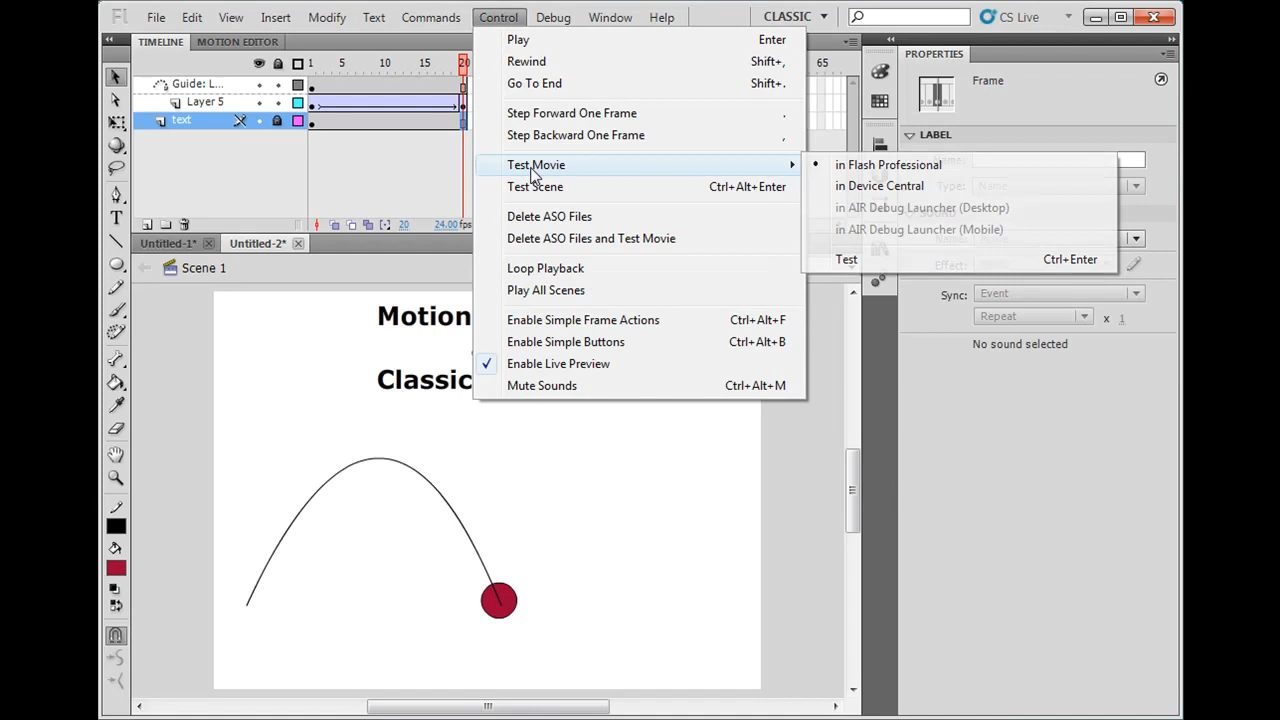 Fl File Edit View Insert Modify Text Commands Control Debug Window Help CLASSIC CS Live
TIMELINE MOTION EDITOR
1 5 10 15 20 65
Guide: L...
Layer 5
text
20 24.00 fps
Untitled-1* Untitled-2*
Scene 1
Motion
Classic
Play Enter
Rewind Shift+,
Go To End Shift+.
Step Forward One Frame .
Step Backward One Frame ,
Test Movie
Test Scene Ctrl+Alt+Enter
Delete ASO Files
Delete ASO Files and Test Movie
Loop Playback
Play All Scenes
Enable Simple Frame Actions Ctrl+Alt+F
Enable Simple Buttons Ctrl+Alt+B
Enable Live Preview
Mute Sounds Ctrl+Alt+M
in Flash Professional
in Device Central
in AIR Debug Launcher (Desktop)
in AIR Debug Launcher (Mobile)
Test Ctrl+Enter
PROPERTIES
Frame
LABEL
Effect:
Sync: Event
Repeat x 1
No sound selected